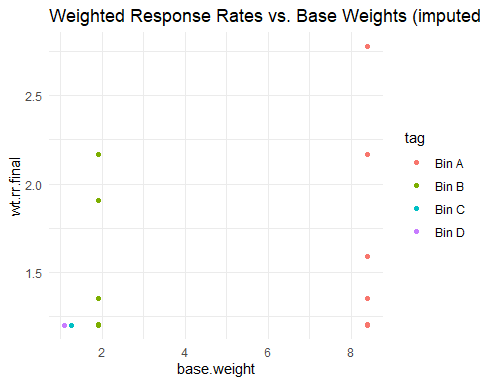 Weighted Response Rates vs. Base Weights (imputed
2.5
2.0
1.5
wt.rr.final
2
4
6
8
base.weight
tag
Bin A
Bin B
Bin C
Bin D